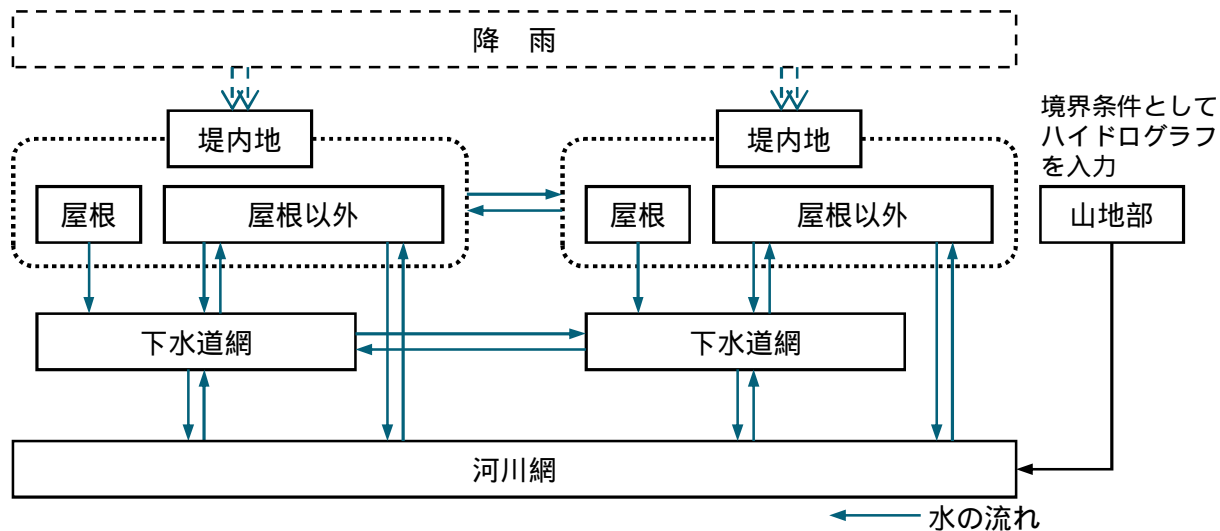 降　雨
堤内地
堤内地
境界条件として
ハイドログラフ
を入力
屋根
屋根以外
屋根
屋根以外
山地部
下水道網
下水道網
河川網
水の流れ